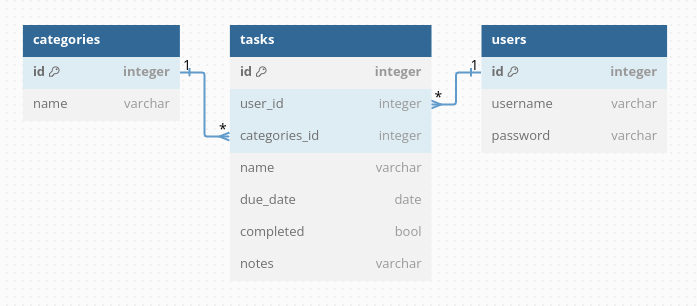 categories
id integer
name varchar
1
*
tasks
id integer
user_id integer
categories_id integer
name varchar
due_date date
completed bool
notes varchar
*
1
users
id integer
username varchar
password varchar